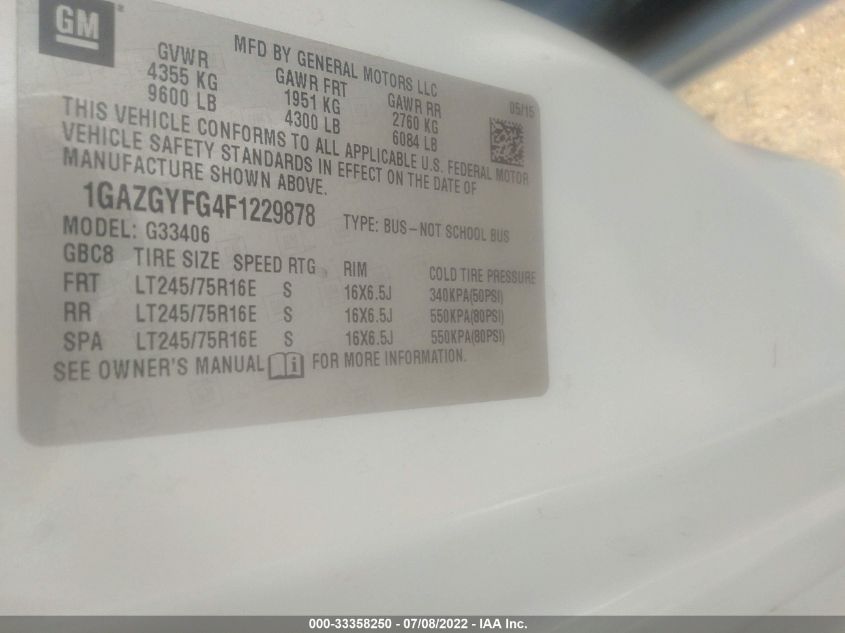 GM
MFD BY GENERAL MOTORS LLC
05/15
GVWR GAWR FRT GAWR RR
4355 KG 1951 KG 2760 KG
9600 LB 4300 LB 6084 LB
THIS VEHICLE CONFORMS TO ALL APPLICABLE U.S. FEDERAL MOTOR
VEHICLE SAFETY STANDARDS IN EFFECT ON THE DATE OF
MANUFACTURE SHOWN ABOVE.
1GAZGYFG4F1229878 TYPE: BUS-NOT SCHOOL BUS
MODEL: G33406
GBC8 TIRE SIZE SPEED RTG RIM COLD TIRE PRESSURE
FRT LT245/75R16E S 16X6.5J 340KPA(50PSI)
RR LT245/75R16E S 16X6.5J 550KPA(80PSI)
SPA LT245/75R16E S 16X6.5J 550KPA(80PSI)
SEE OWNER'S MANUAL FOR MORE INFORMATION.
000-33358250 - 07/08/2022 - IAA Inc.